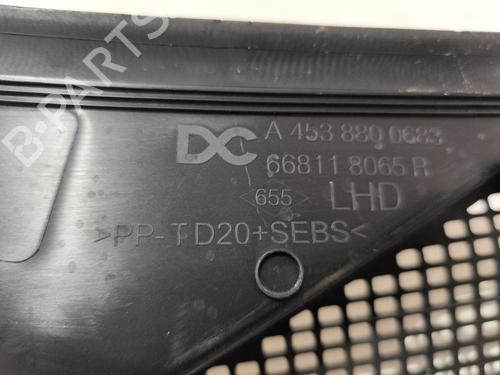 DC A 453 880 0683
66811 8065 R
655 LHD
>PP-TD20+SEBS<
B-PARTS